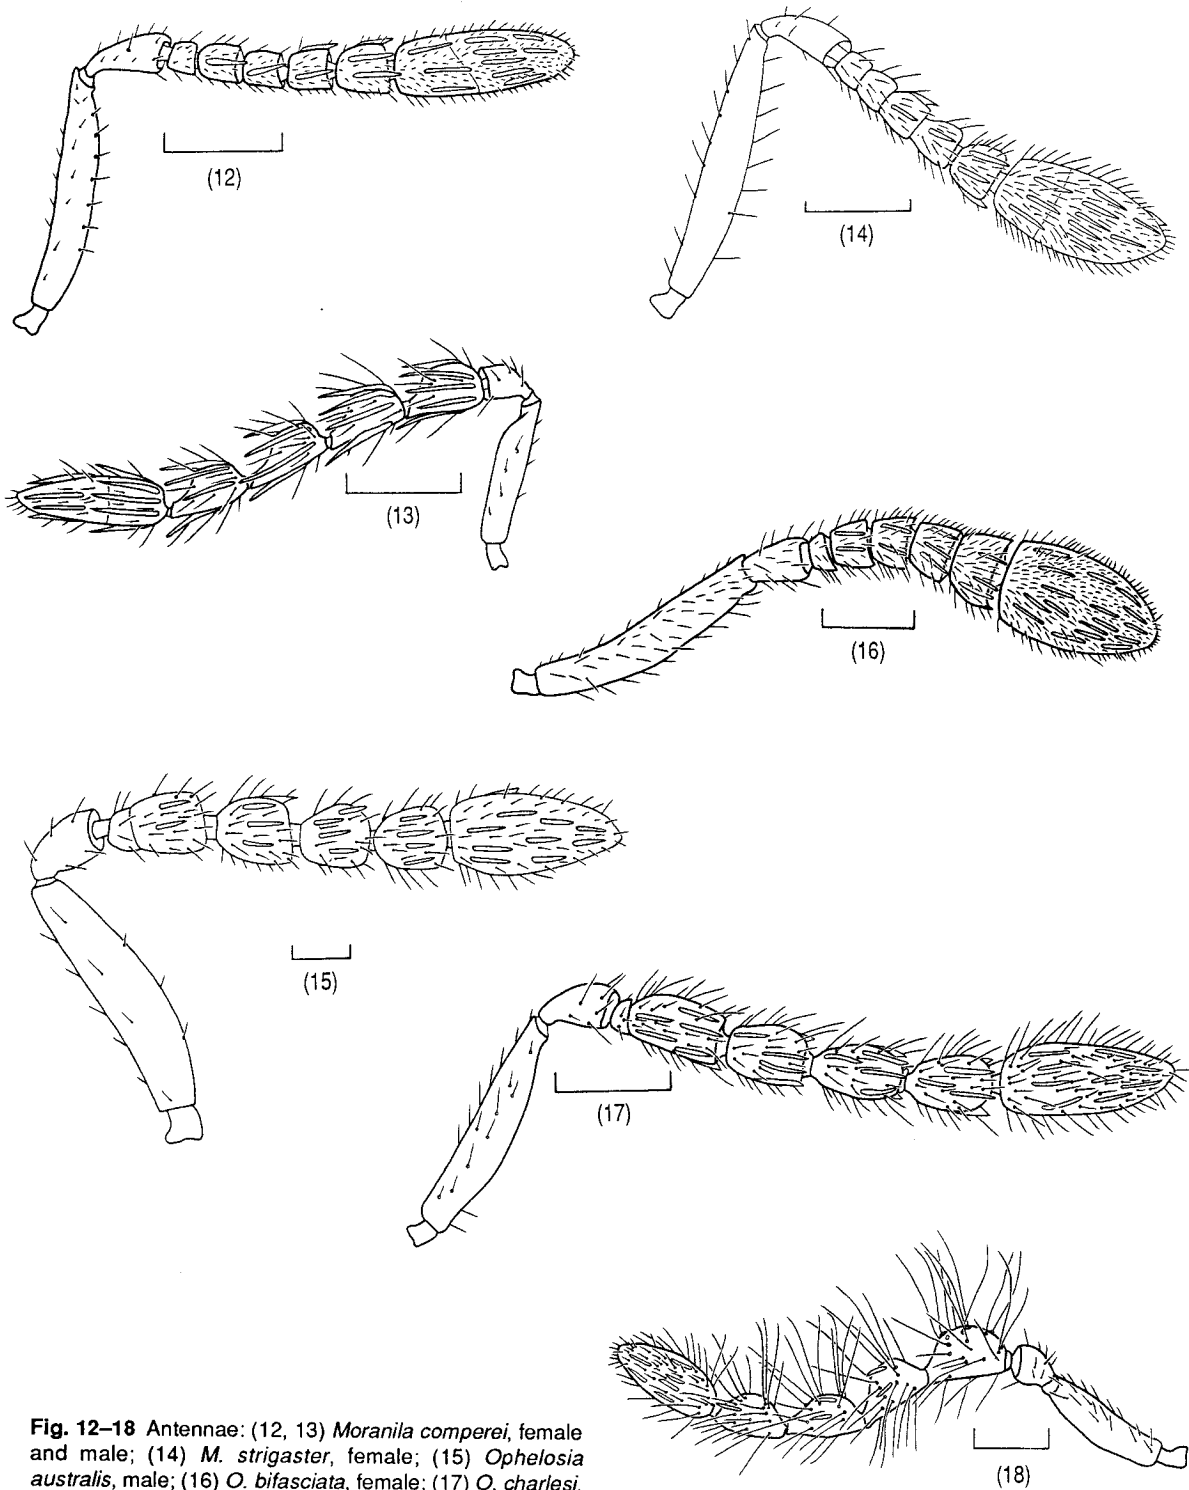 (12)
(14)
(13)
(16)
(15)
(17)
(18)
Fig. 12–18 Antennae: (12, 13) Moranila comperei, female
and male; (14) M. strigaster, female; (15) Ophelosia
australis, male; (16) O. bifasciata, female; (17) O. charlesi,